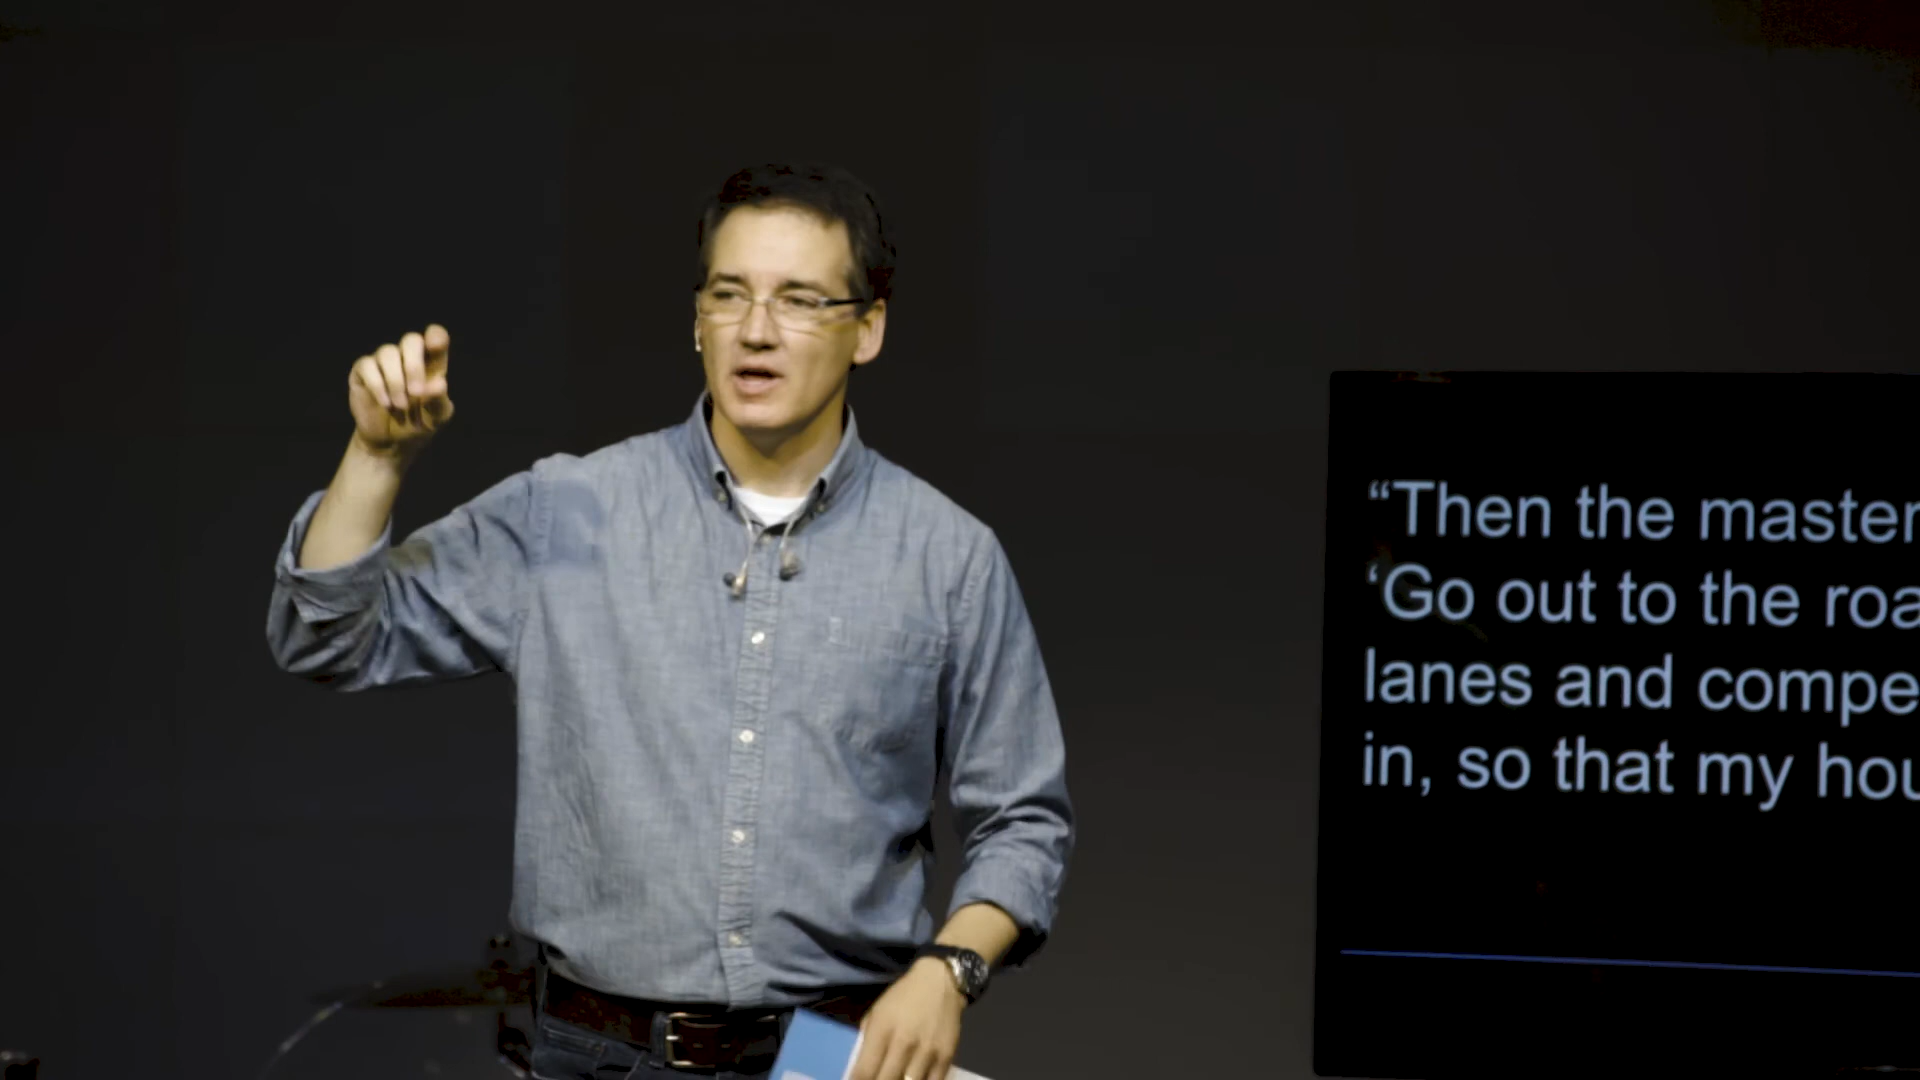 “Then the master
‘Go out to the roa
lanes and compe
in, so that my hou